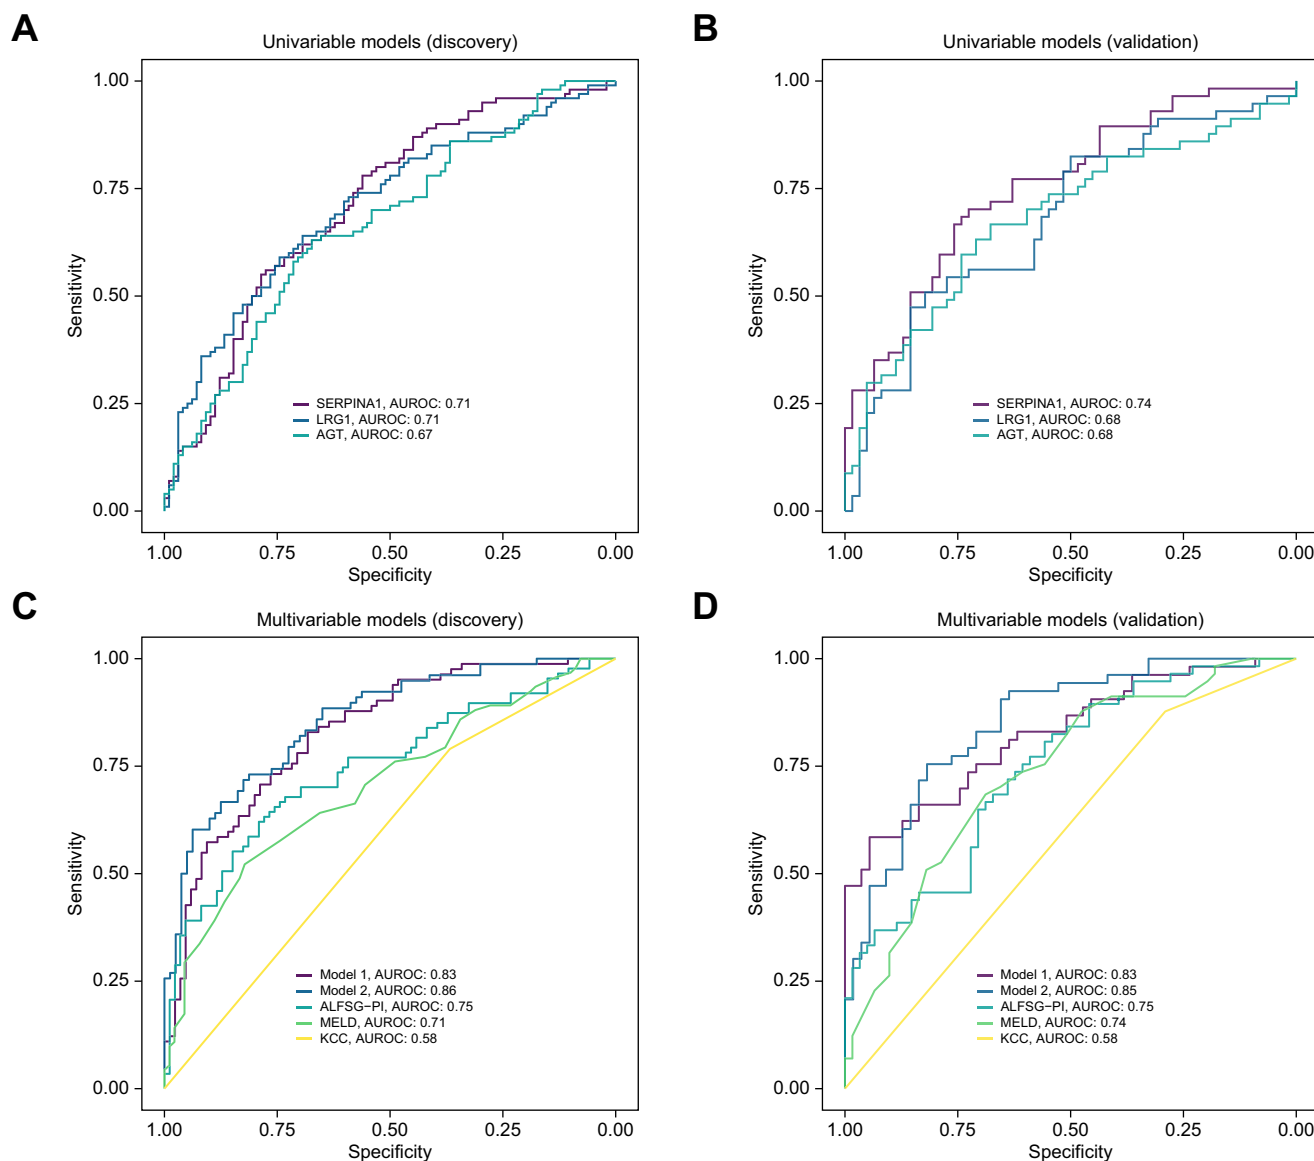 A
Univariable models (discovery)
1.00
0.75
0.50
0.25
0.00
Sensitivity
SERPINA1, AUROC: 0.71
LRG1, AUROC: 0.71
AGT, AUROC: 0.67
1.00 0.75 0.50 0.25 0.00
Specificity
B
Univariable models (validation)
1.00
0.75
0.50
0.25
0.00
Sensitivity
SERPINA1, AUROC: 0.74
LRG1, AUROC: 0.68
AGT, AUROC: 0.68
1.00 0.75 0.50 0.25 0.00
Specificity
C
Multivariable models (discovery)
1.00
0.75
0.50
0.25
0.00
Sensitivity
Model 1, AUROC: 0.83
Model 2, AUROC: 0.86
ALFSG−PI, AUROC: 0.75
MELD, AUROC: 0.71
KCC, AUROC: 0.58
1.00 0.75 0.50 0.25 0.00
Specificity
D
Multivariable models (validation)
1.00
0.75
0.50
0.25
0.00
Sensitivity
Model 1, AUROC: 0.83
Model 2, AUROC: 0.85
ALFSG−PI, AUROC: 0.75
MELD, AUROC: 0.74
KCC, AUROC: 0.58
1.00 0.75 0.50 0.25 0.00
Specificity